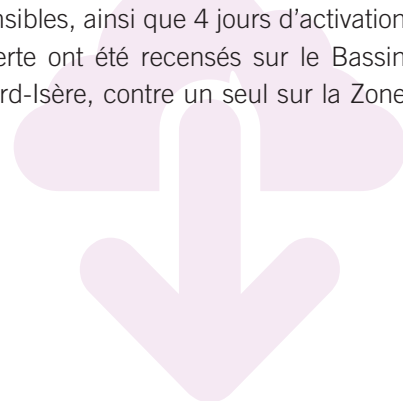 nsibles, ainsi que 4 jours d’activation
erte ont été recensés sur le Bassin
rd-Isère, contre un seul sur la Zone